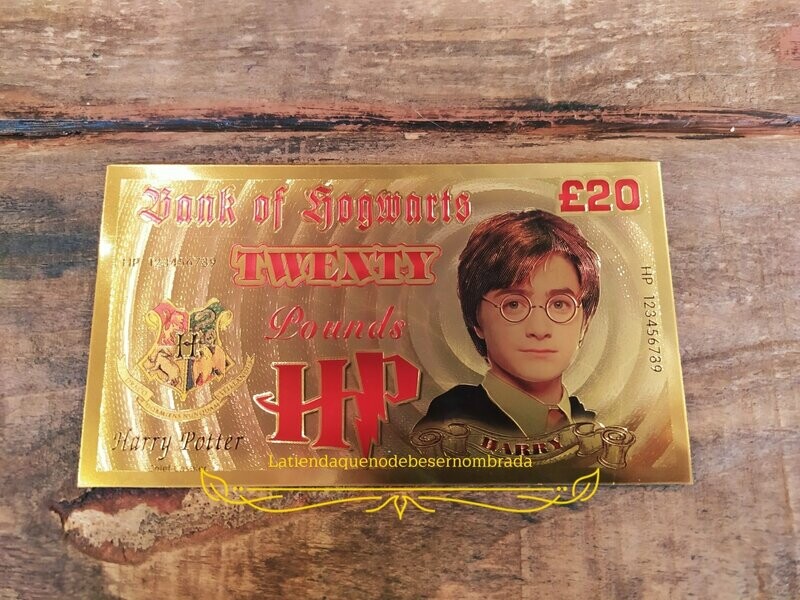 Bank of Hogwarts
£20
HP 123456789
TWENTY
Pounds
HP
H
HP 123456789
Harry Potter
HARRY
Latiendaquenodebesernombrada